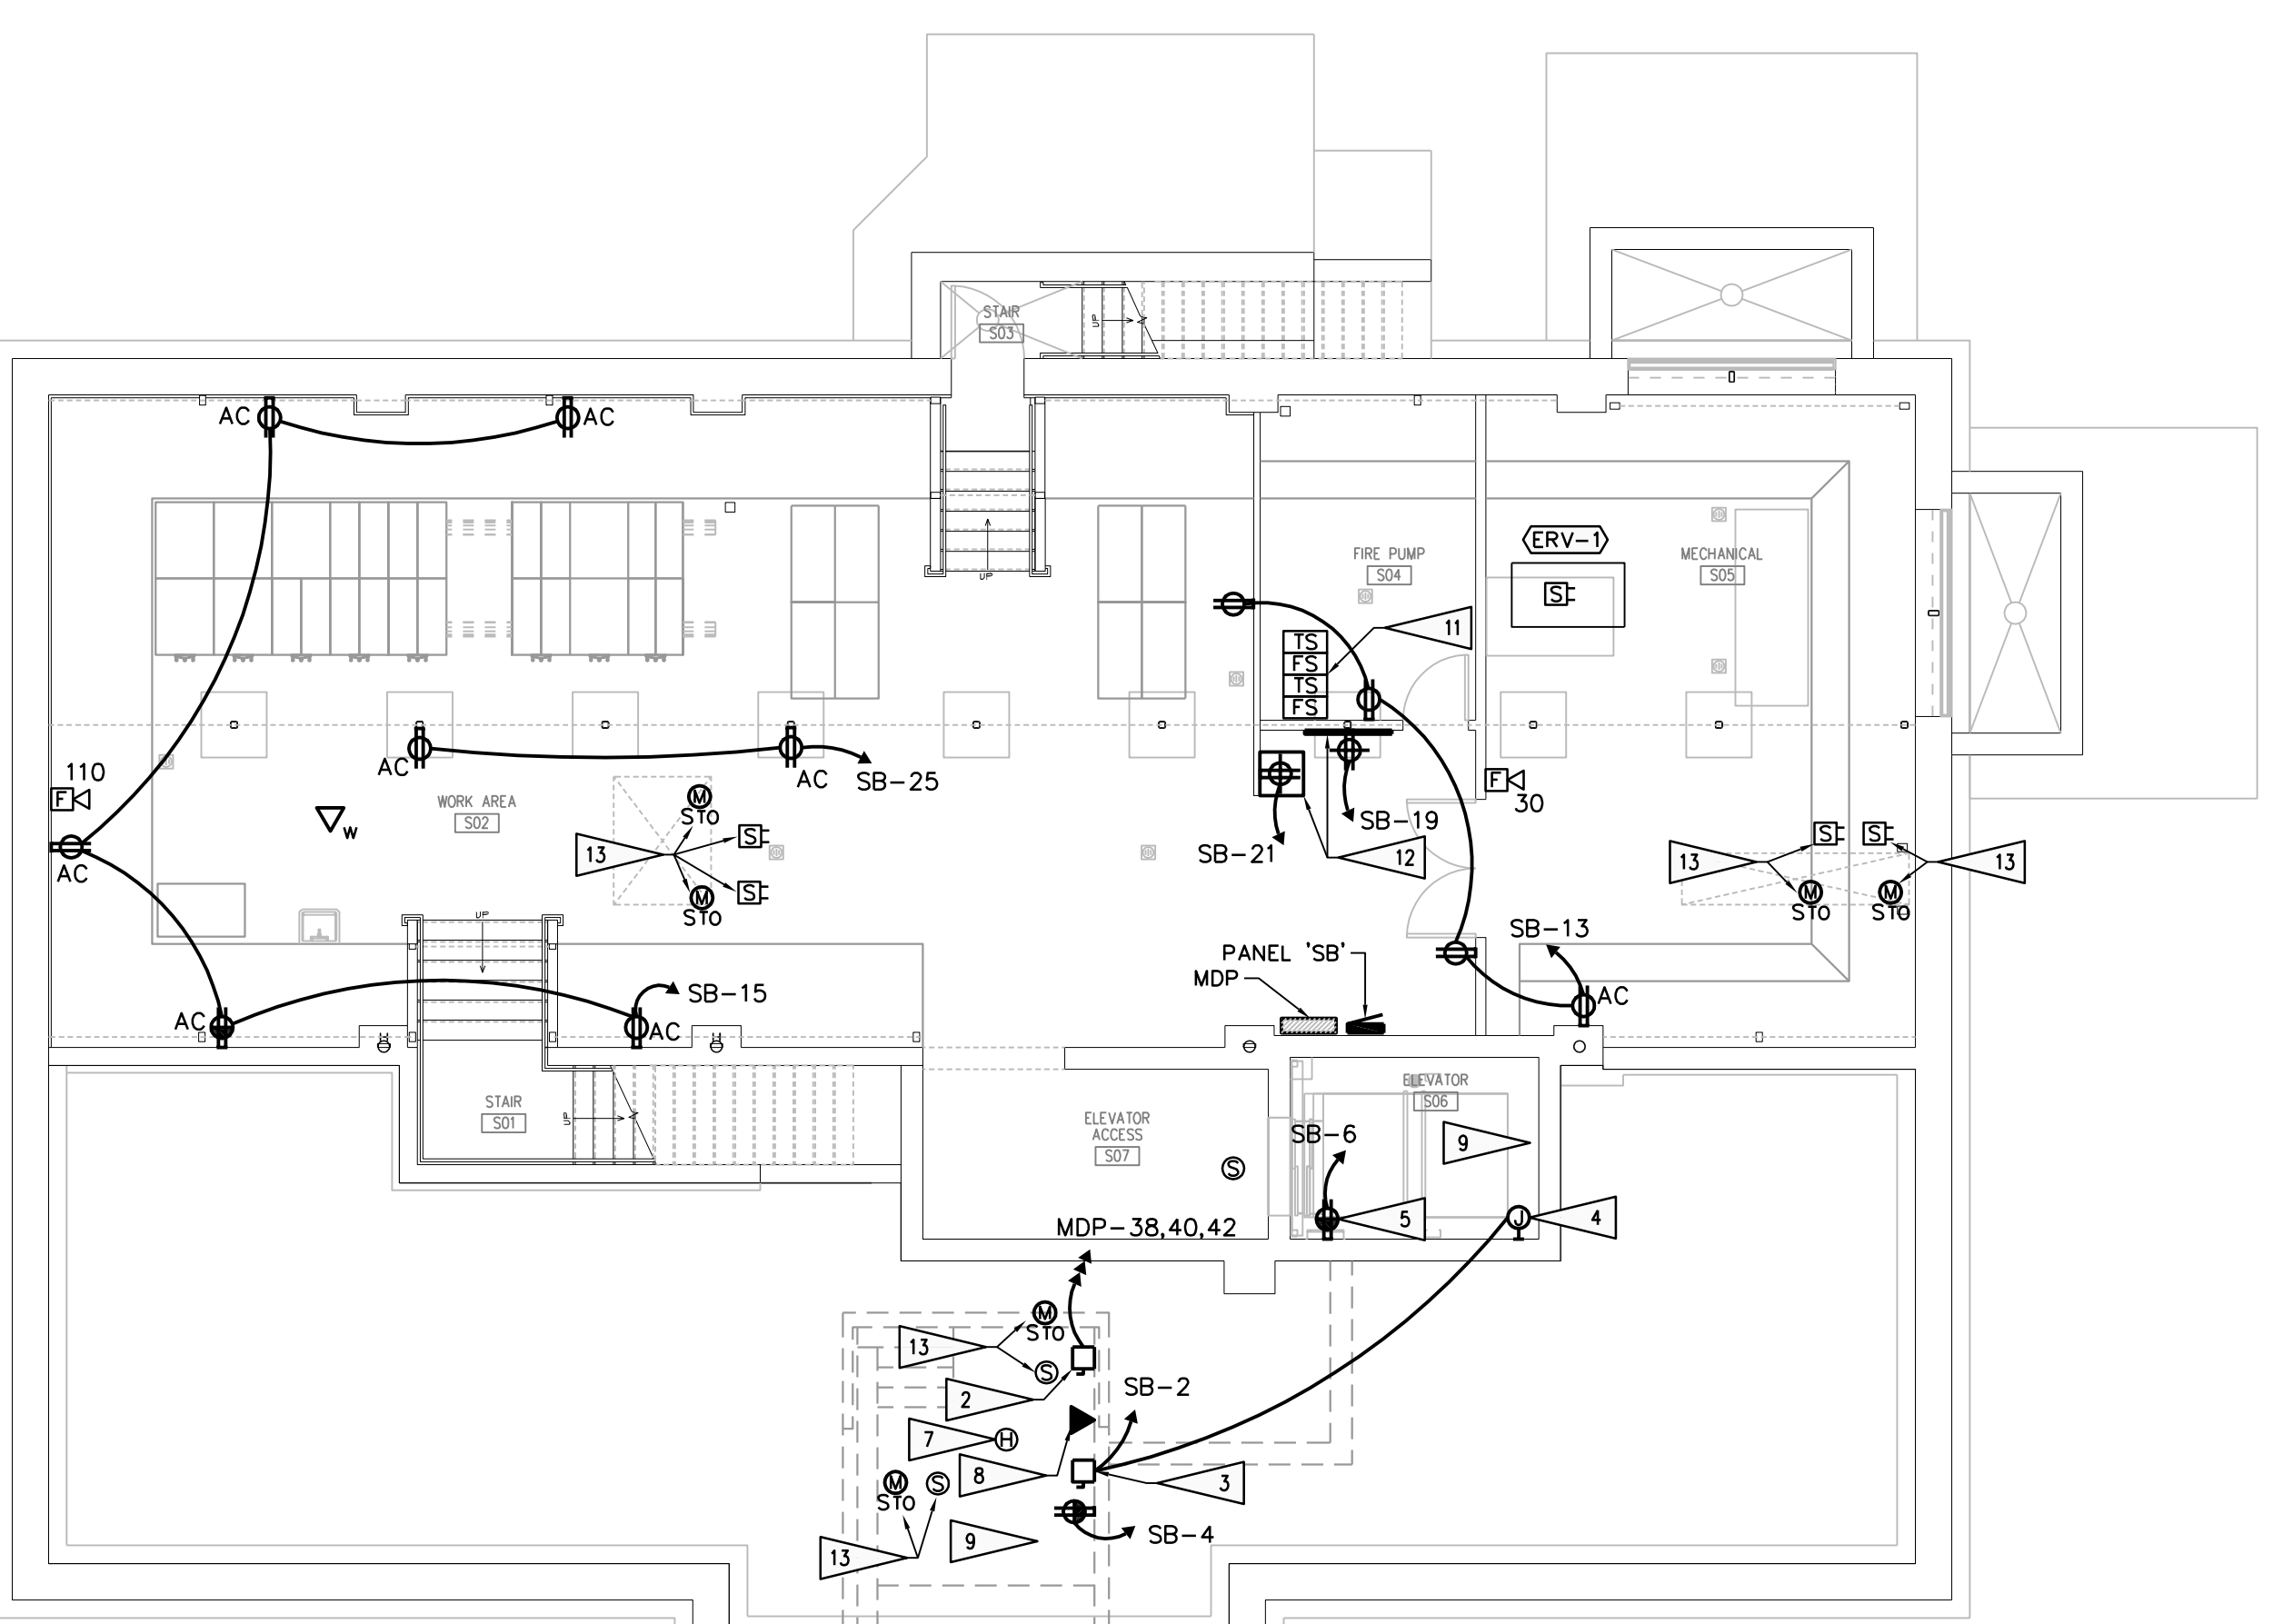 STAIR
S03
UP
AC
AC
UP
ERV-1
S
FIRE PUMP
S04
MECHANICAL
S05
TS
FS
TS
FS
11
AC
AC
SB-25
110
F
W
WORK AREA
S02
M
STO
S
13
S
M
STO
AC
SB-21
SB-19
12
F
30
13
S
S
13
M
STO
M
STO
UP
AC
SB-15
AC
PANEL 'SB'
MDP
SB-13
AC
STAIR
S01
UP
ELEVATOR
ACCESS
S07
S
ELEVATOR
S06
SB-6
9
5
J
4
MDP-38,40,42
M
STO
13
S
2
SB-2
7
H
8
3
M
STO
S
9
SB-4
13